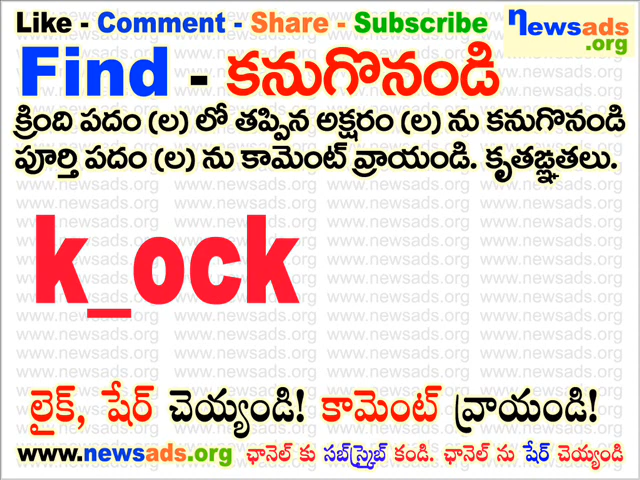 Like - Comment - Share - Subscribe
newsads
.org
Find - కనుగొనండి
క్రింది పదం (ల) లో తప్పిన అక్షరం (ల) ను కనుగొనండి
పూర్తి పదం (ల) ను కామెంట్ వ్రాయండి. కృతఙ్ఞతలు.
k_ock
లైక్, షేర్ చెయ్యండి! కామెంట్ వ్రాయండి!
www.newsads.org ఛానెల్ కు సబ్‌స్క్రైబ్ కండి. ఛానెల్ ను షేర్ చెయ్యండి